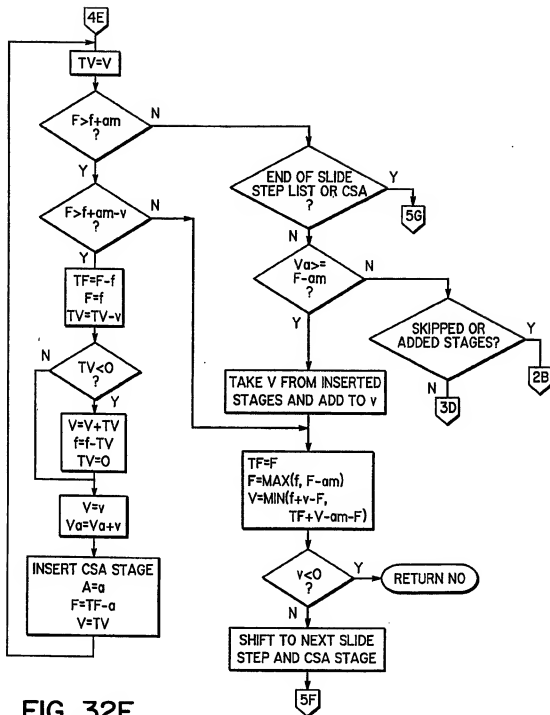 4E
TV=V
F>f+am
?
N
Y
F>f+am-v
?
N
Y
TF=F-f
F=f
TV=TV-v
N
TV<0
?
Y
V=V+TV
f=f-TV
TV=0
V=v
Va=Va+v
INSERT CSA STAGE
A=a
F=TF-a
V=TV
END OF SLIDE
STEP LIST OR CSA
?
Y
5G
N
Va>=
F-am
?
N
Y
SKIPPED OR
ADDED STAGES?
Y
2B
N
3D
TAKE V FROM INSERTED
STAGES AND ADD TO v
TF=F
F=MAX(f, F-am)
V=MIN(f+v-F,
TF+V-am-F)
v<0
?
Y
RETURN NO
N
SHIFT TO NEXT SLIDE
STEP AND CSA STAGE
5F
FIG. 32E